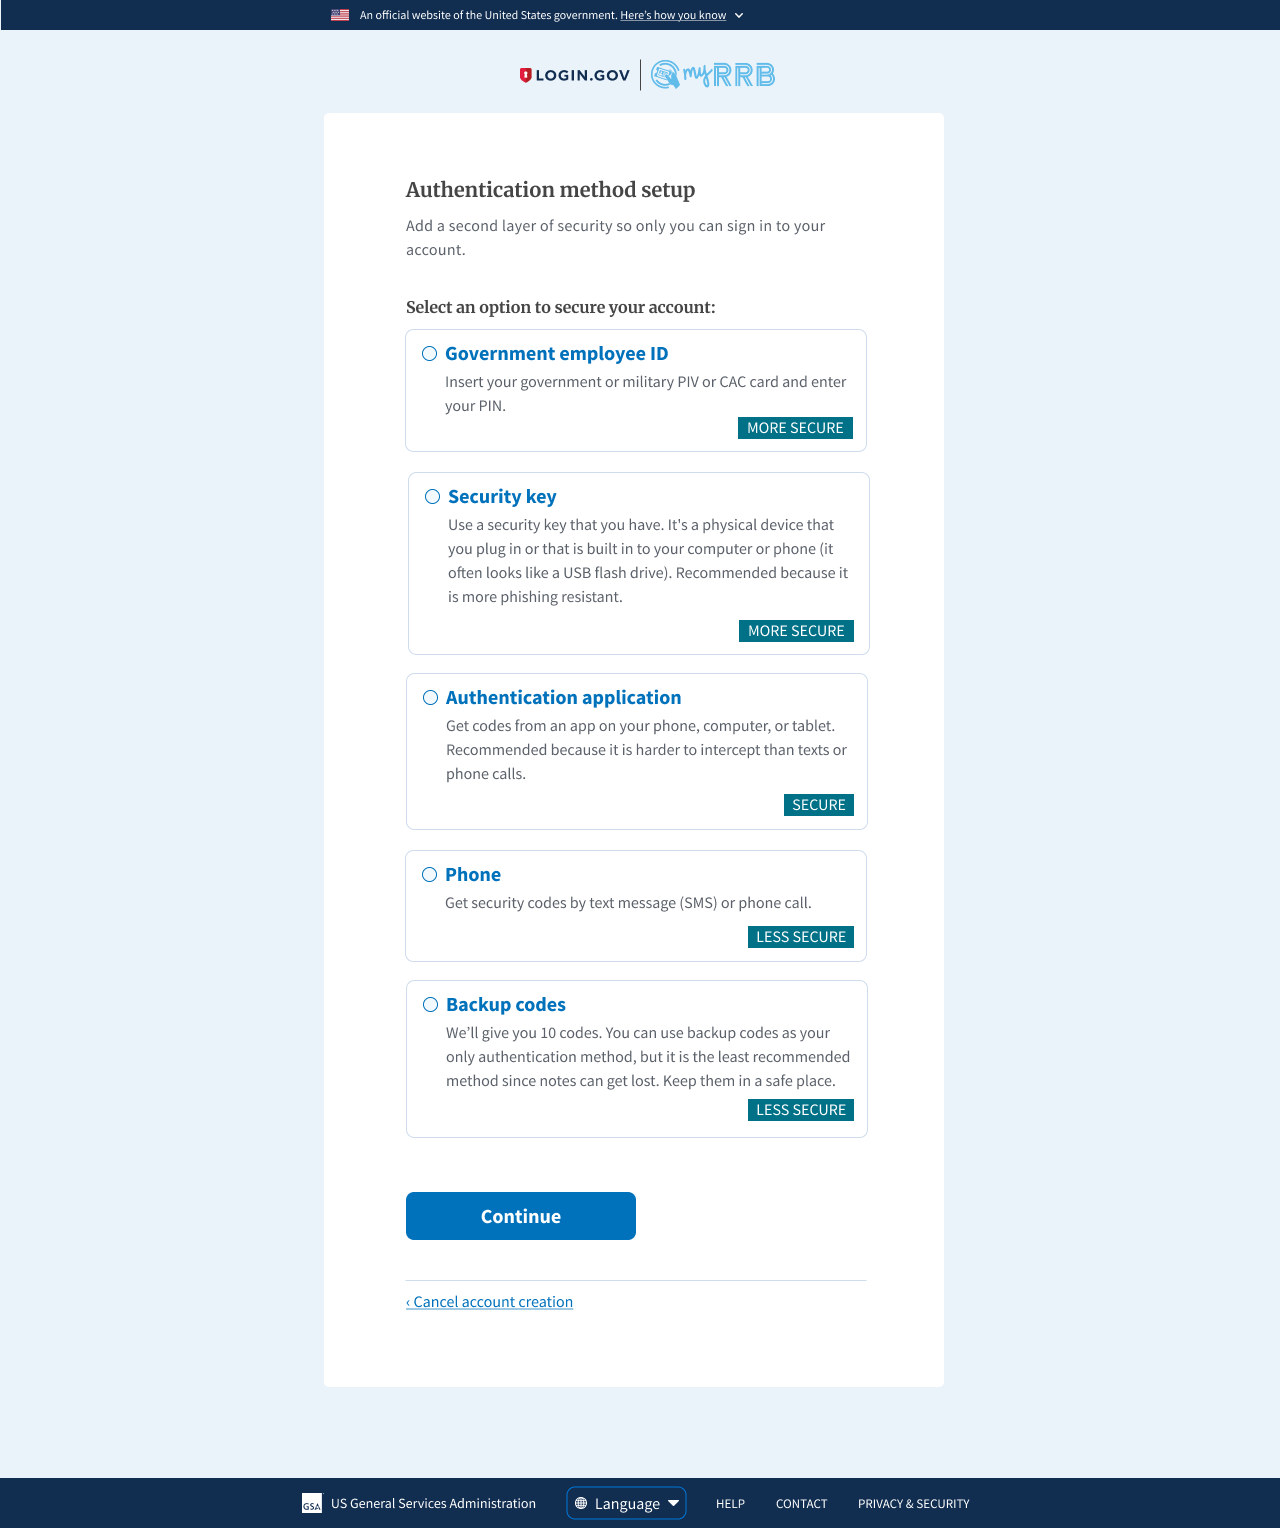 An official website of the United States government. Here's how you know
LOGIN.GOV
myRRB
Authentication method setup
Add a second layer of security so only you can sign in to your
account.
Select an option to secure your account:
Government employee ID
Insert your government or military PIV or CAC card and enter
your PIN.
MORE SECURE
Security key
Use a security key that you have. It's a physical device that
you plug in or that is built in to your computer or phone (it
often looks like a USB flash drive). Recommended because it
is more phishing resistant.
MORE SECURE
Authentication application
Get codes from an app on your phone, computer, or tablet.
Recommended because it is harder to intercept than texts or
phone calls.
SECURE
Phone
Get security codes by text message (SMS) or phone call.
LESS SECURE
Backup codes
We’ll give you 10 codes. You can use backup codes as your
only authentication method, but it is the least recommended
method since notes can get lost. Keep them in a safe place.
LESS SECURE
Continue
‹ Cancel account creation
GSA US General Services Administration
Language
HELP
CONTACT
PRIVACY & SECURITY